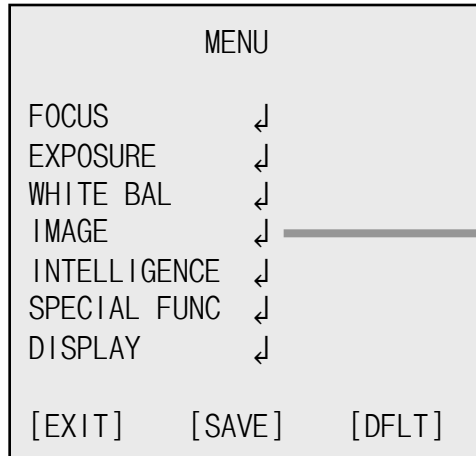 MENU
FOCUS ↲
EXPOSURE ↲
WHITE BAL ↲
IMAGE ↲
INTELLIGENCE ↲
SPECIAL FUNC ↲
DISPLAY ↲
[EXIT] [SAVE] [DFLT]